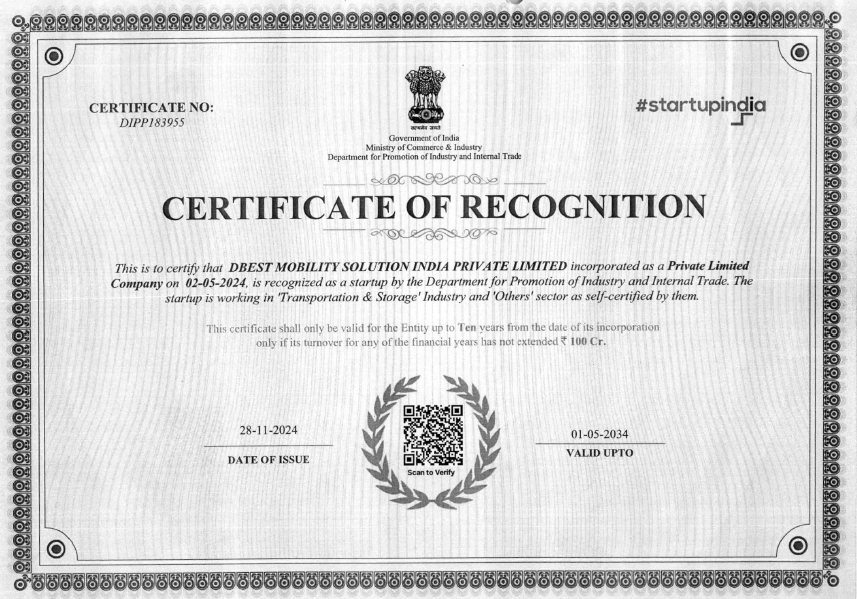 CERTIFICATE NO:
DIPP183955
#startupindia
सत्यमेव जयते
Government of India
Ministry of Commerce & Industry
Department for Promotion of Industry and Internal Trade
CERTIFICATE OF RECOGNITION
This is to certify that DBEST MOBILITY SOLUTION INDIA PRIVATE LIMITED incorporated as a Private Limited
Company on 02-05-2024, is recognized as a startup by the Department for Promotion of Industry and Internal Trade. The
startup is working in 'Transportation & Storage' Industry and 'Others' sector as self-certified by them.
This certificate shall only be valid for the Entity up to Ten years from the date of its incorporation
only if its turnover for any of the financial years has not extended ₹ 100 Cr.
28-11-2024
DATE OF ISSUE
Scan to Verify
01-05-2034
VALID UPTO